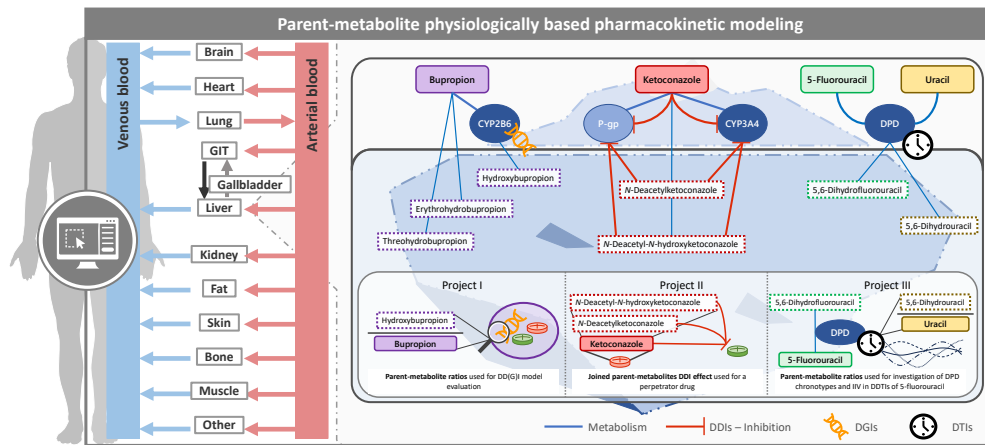 Parent-metabolite physiologically based pharmacokinetic modeling
Venous blood
Arterial blood
Brain
Heart
Lung
GIT
Gallbladder
Liver
Kidney
Fat
Skin
Bone
Muscle
Other
Bupropion
Ketoconazole
5-Fluorouracil
Uracil
CYP2B6
P-gp
CYP3A4
DPD
Hydroxybupropion
Erythrohydrobupropion
Threohydrobupropion
N-Deacetylketoconazole
N-Deacetyl-N-hydroxyketoconazole
5,6-Dihydrofluorouracil
5,6-Dihydrouracil
Project I
Hydroxybupropion
Bupropion
Parent-metabolite ratios used for DD(G)I model
evaluation
Project II
N-Deacetyl-N-hydroxyketoconazole
N-Deacetylketoconazole
Ketoconazole
Joined parent-metabolites DDI effect used for a
perpetrator drug
Project III
5,6-Dihydrofluorouracil
5,6-Dihydrouracil
DPD
Uracil
5-Fluorouracil
Parent-metabolite ratios used for investigation of DPD
chronotypes and IIV in DDTIs of 5-fluorouracil
Metabolism
DDIs – Inhibition
DGIs
DTIs